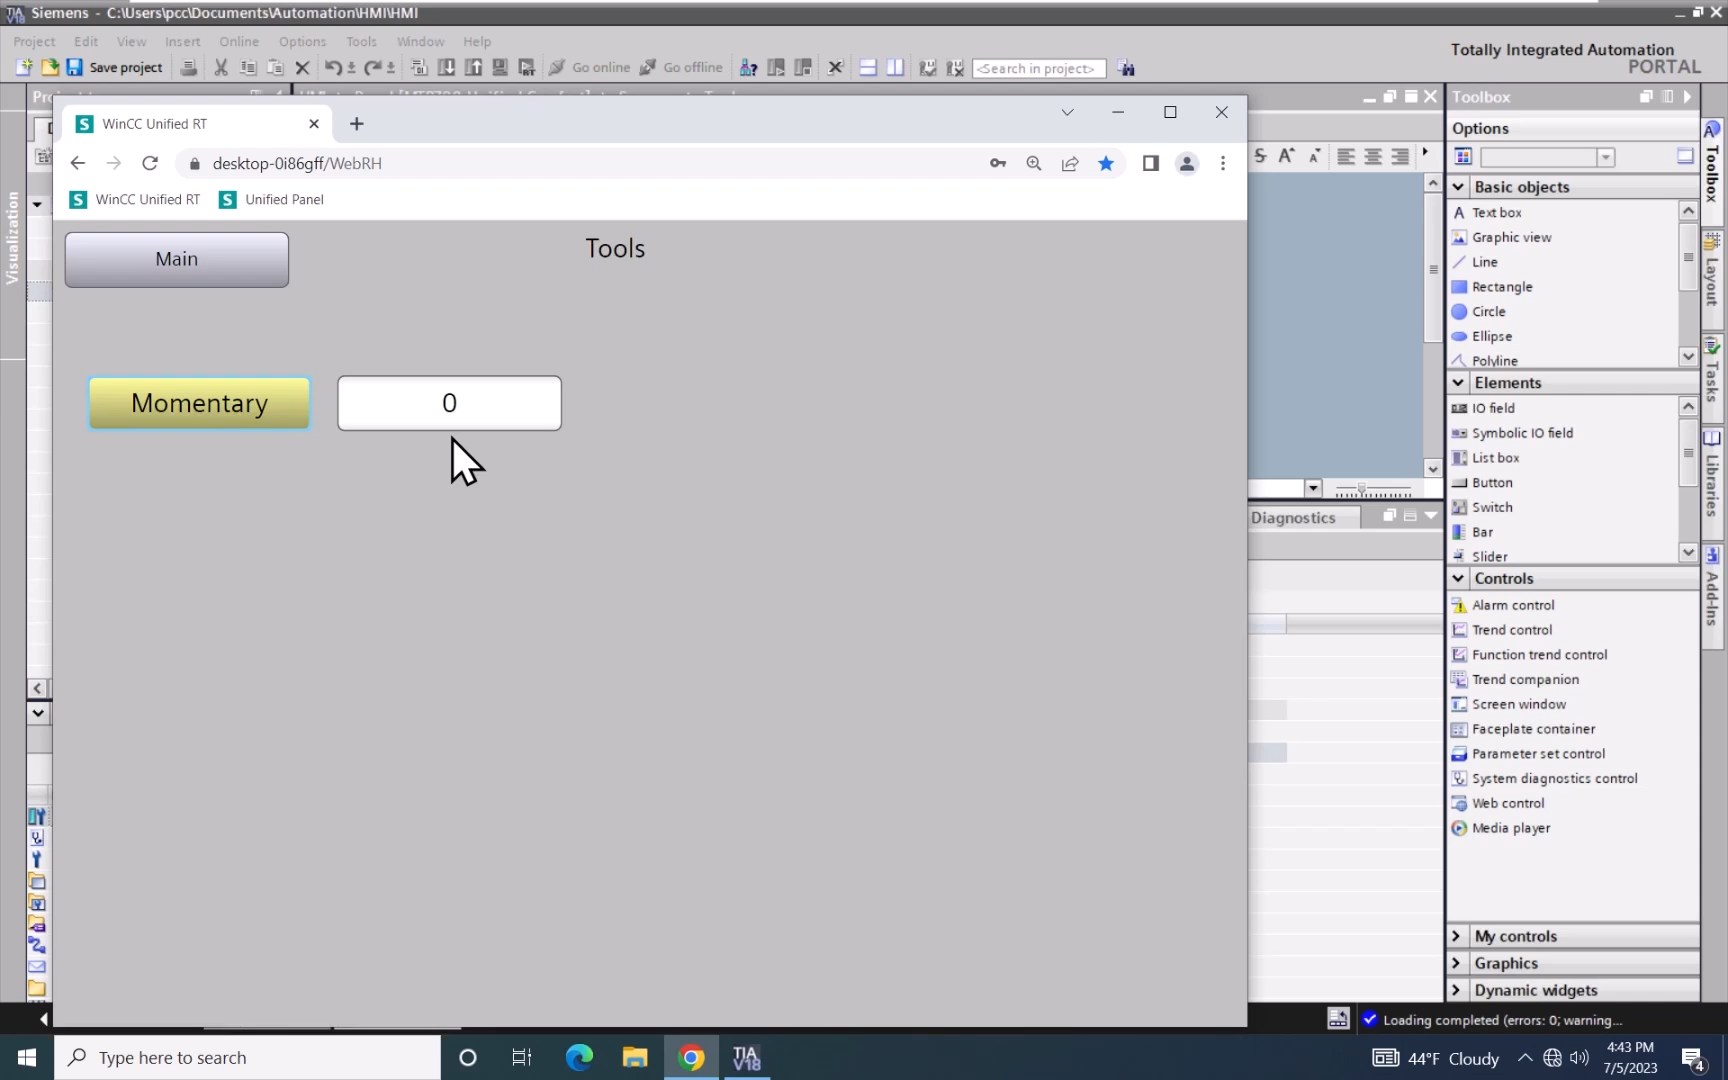 Siemens - C:\Users\pcc\Documents\Automation\HMI\HMI
Project Edit View Insert Online Options Tools Window Help
Save project
Go online
Go offline
<Search in project>
Totally Integrated Automation
PORTAL
Visualization
WinCC Unified RT
desktop-0i86gff/WebRH
WinCC Unified RT
Unified Panel
Main
Tools
Momentary
0
Diagnostics
Toolbox
Options
Basic objects
Text box
Graphic view
Line
Rectangle
Circle
Ellipse
Polyline
Elements
IO field
Symbolic IO field
List box
Button
Switch
Bar
Slider
Controls
Alarm control
Trend control
Function trend control
Trend companion
Screen window
Faceplate container
Parameter set control
System diagnostics control
Web control
Media player
My controls
Graphics
Dynamic widgets
Toolbox
Layout
Tasks
Libraries
Add-Ins
Loading completed (errors: 0; warning...
Type here to search
TIA
V18
44°F Cloudy
4:43 PM
7/5/2023
4